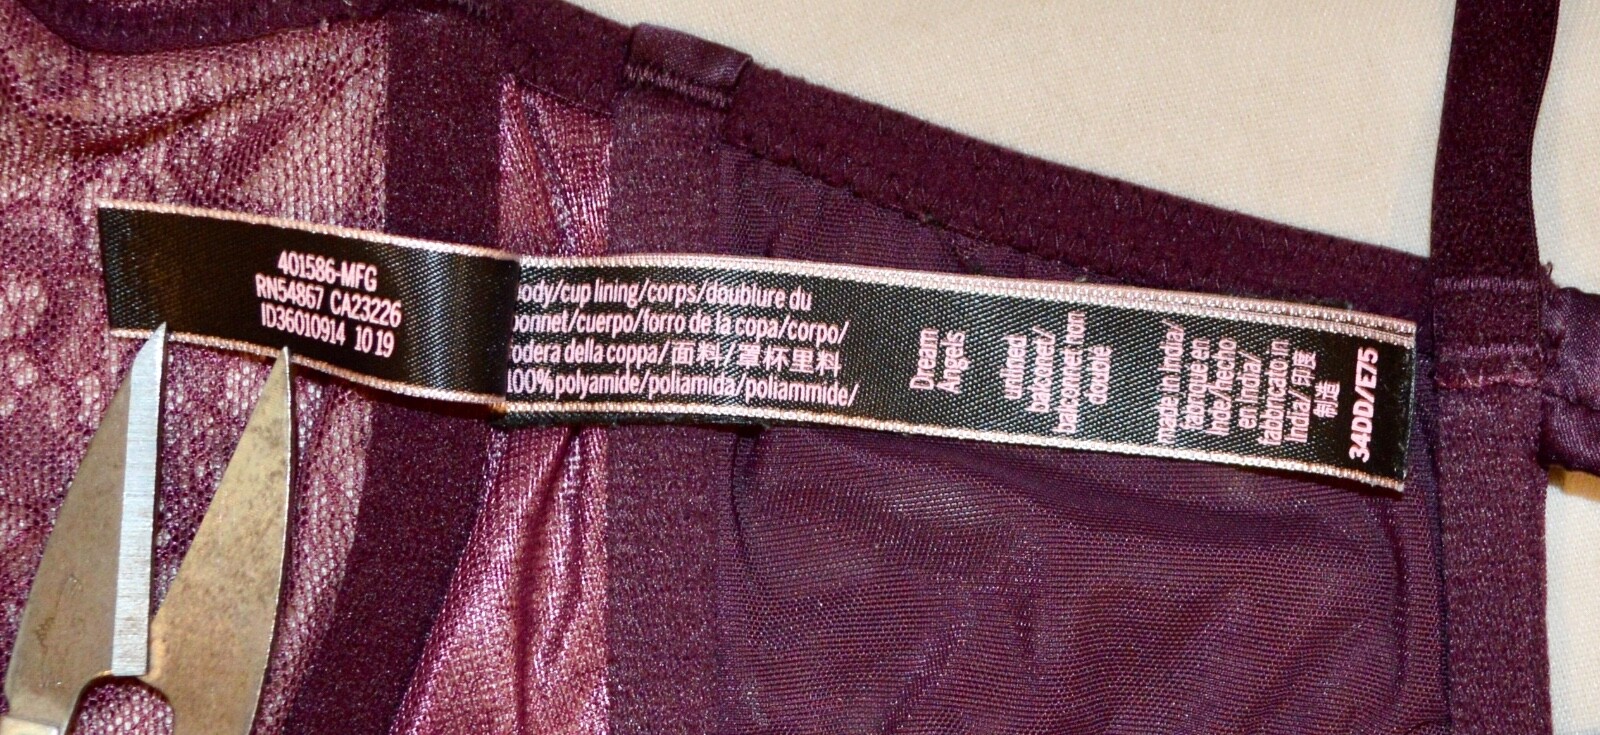 401586-MFG
RN54867 CA23226
ID36010914 10 19
body/cup lining/corps/doublure du
bonnet/cuerpo/forro de la copa/corpo/
fodera della coppa/面料/罩杯里料
100% polyamide/poliamida/poliammide/
Dream
Angels
unlined
balconet/
balconnet non
doublé
made in India/
fabriqué en
Inde/hecho
en India/
fabbricato in
India/印度
制造
34DD/E75